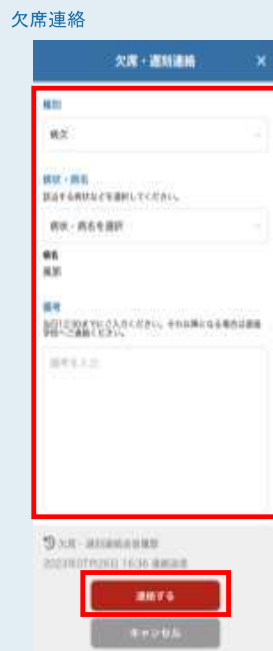 欠席連絡
欠席・遅刻連絡 ×
種別
病欠
病状・病名
該当する病状などを選択してください。
病状・病名を選択
病名
風邪
備考
備考を入力
欠席・遅刻連絡送信履歴
連絡する
キャンセル